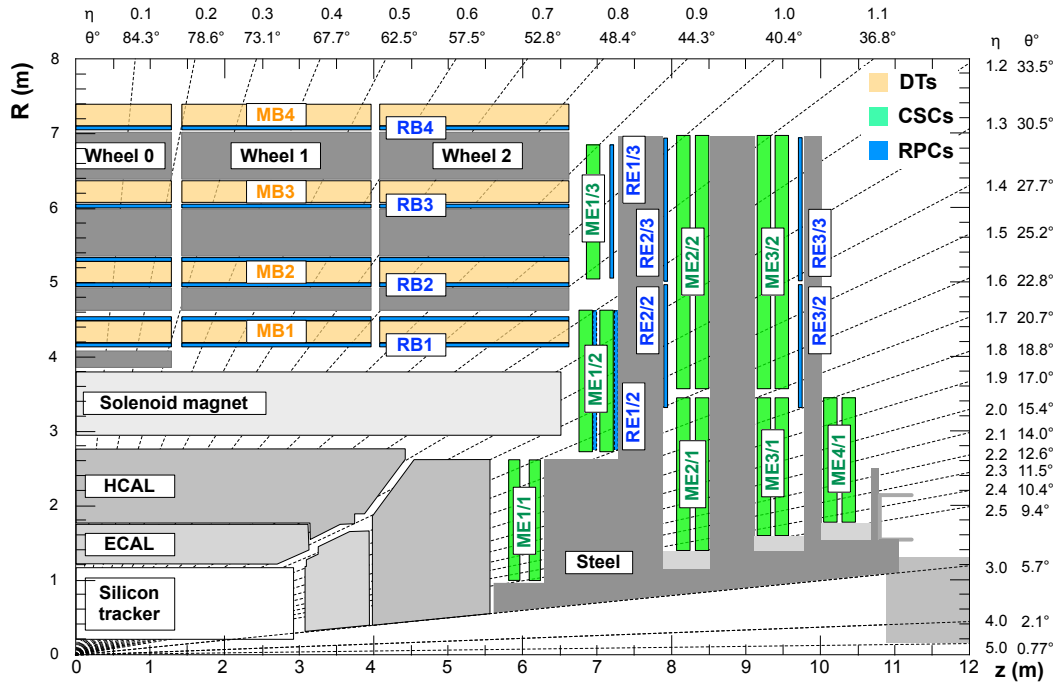 η 0.1 0.2 0.3 0.4 0.5 0.6 0.7 0.8 0.9 1.0 1.1
θ° 84.3° 78.6° 73.1° 67.7° 62.5° 57.5° 52.8° 48.4° 44.3° 40.4° 36.8° η θ°
R (m)
8
7
6
5
4
3
2
1
0
1.2 33.5°
1.3 30.5°
1.4 27.7°
1.5 25.2°
1.6 22.8°
1.7 20.7°
1.8 18.8°
1.9 17.0°
2.0 15.4°
2.1 14.0°
2.2 12.6°
2.3 11.5°
2.4 10.4°
2.5 9.4°
3.0 5.7°
4.0 2.1°
5.0 0.77°
DTs
CSCs
RPCs
MB4
RB4
Wheel 0 Wheel 1 Wheel 2
MB3
RB3
MB2
RB2
MB1
RB1
Solenoid magnet
HCAL
ECAL
Silicon
tracker
Steel
ME1/3
RE1/3
RE2/3
ME2/2
ME3/2
RE3/3
ME1/2
RE2/2
RE1/2
RE3/2
ME1/1
ME2/1
ME3/1
ME4/1
0 1 2 3 4 5 6 7 8 9 10 11 12
z (m)